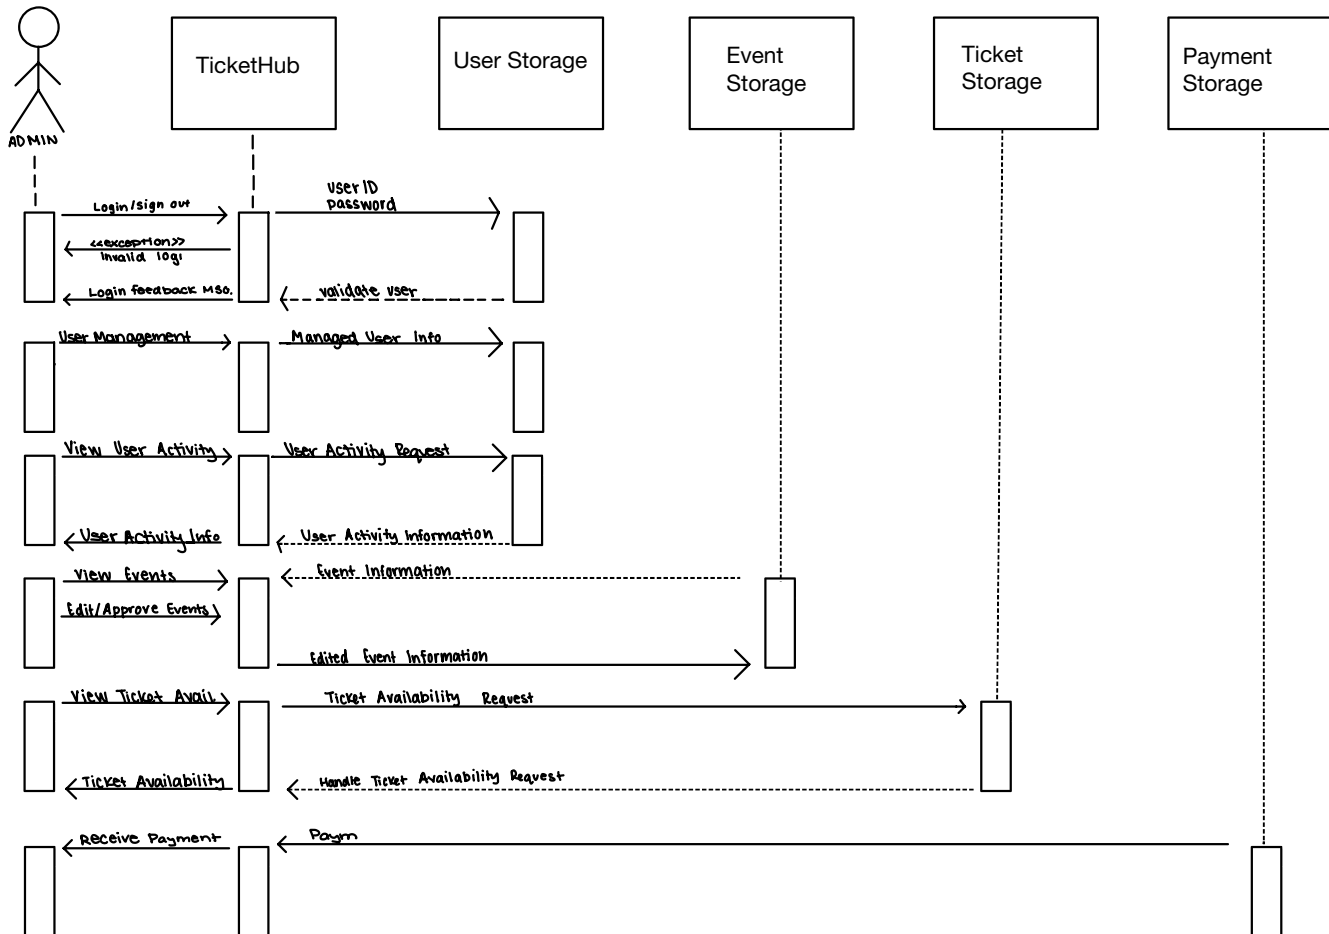 TicketHub
User Storage
Event
Storage
Ticket
Storage
Payment
Storage
ADMIN
Login/sign out
user ID
password
<<exception>>
Invalid logi
Login feedback MSG.
validate user
User Management
Managed User Info
View User Activity
User Activity Request
User Activity Info
User Activity Information
View Events
Event Information
Edit/Approve Events
Edited Event Information
View Ticket Avail
Ticket Availability Request
Ticket Availability
Handle Ticket Availability Request
Receive Payment
Paym